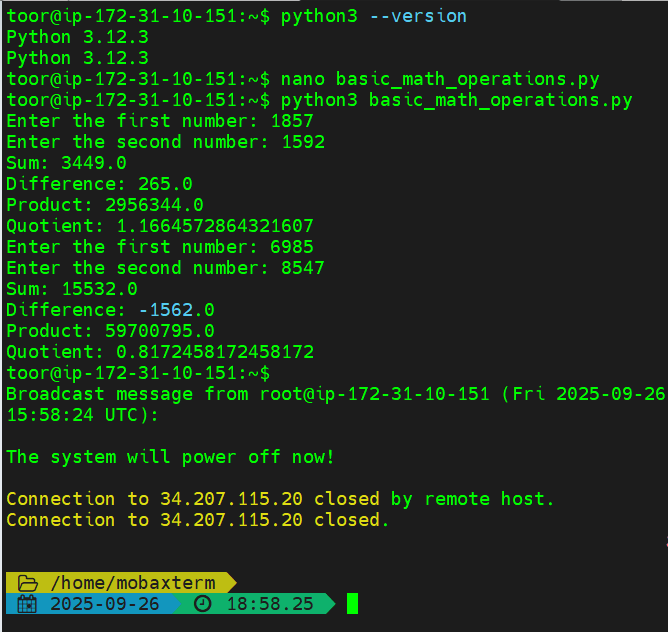 toor@ip-172-31-10-151:~$ python3 --version
Python 3.12.3
Python 3.12.3
toor@ip-172-31-10-151:~$ nano basic_math_operations.py
toor@ip-172-31-10-151:~$ python3 basic_math_operations.py
Enter the first number: 1857
Enter the second number: 1592
Sum: 3449.0
Difference: 265.0
Product: 2956344.0
Quotient: 1.1664572864321607
Enter the first number: 6985
Enter the second number: 8547
Sum: 15532.0
Difference: -1562.0
Product: 59700795.0
Quotient: 0.8172458172458172
toor@ip-172-31-10-151:~$
Broadcast message from root@ip-172-31-10-151 (Fri 2025-09-26
15:58:24 UTC):
The system will power off now!
Connection to 34.207.115.20 closed by remote host.
Connection to 34.207.115.20 closed.
/home/mobaxterm
2025-09-26 18:58.25